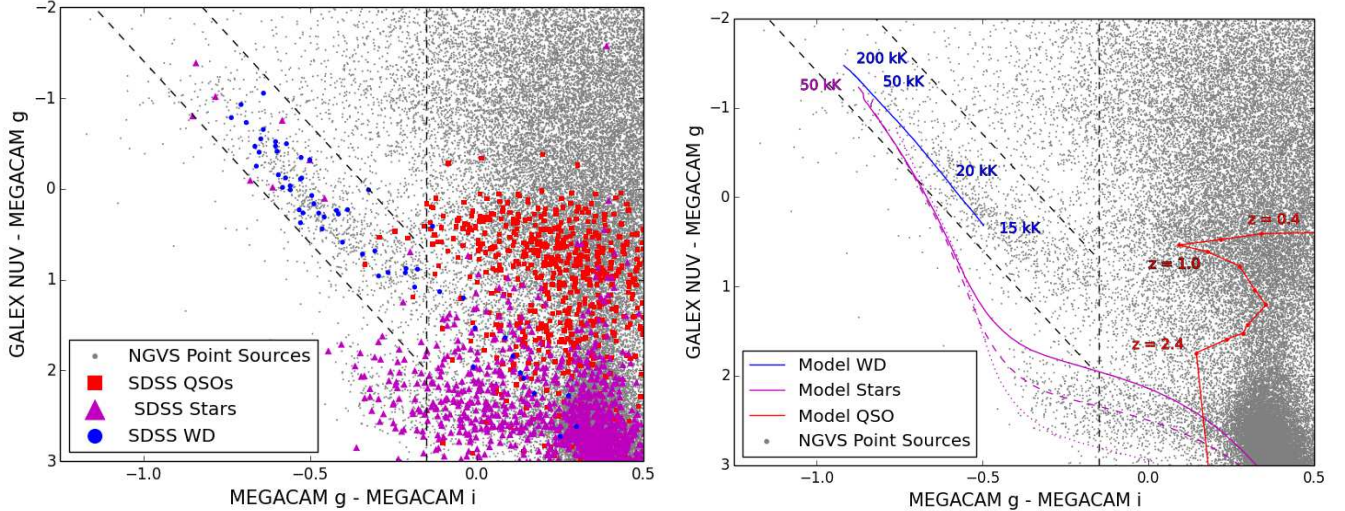 −2
−1
0
1
2
3
−1.0
−0.5
0.0
0.5
GALEX NUV - MEGACAM g
MEGACAM g - MEGACAM i
NGVS Point Sources
SDSS QSOs
SDSS Stars
SDSS WD
−2
−1
0
1
2
3
−1.0
−0.5
0.0
0.5
GALEX NUV - MEGACAM g
MEGACAM g - MEGACAM i
200 kK
50 kK
50 kK
20 kK
15 kK
z = 0.4
z = 1.0
z = 2.4
Model WD
Model Stars
Model QSO
NGVS Point Sources